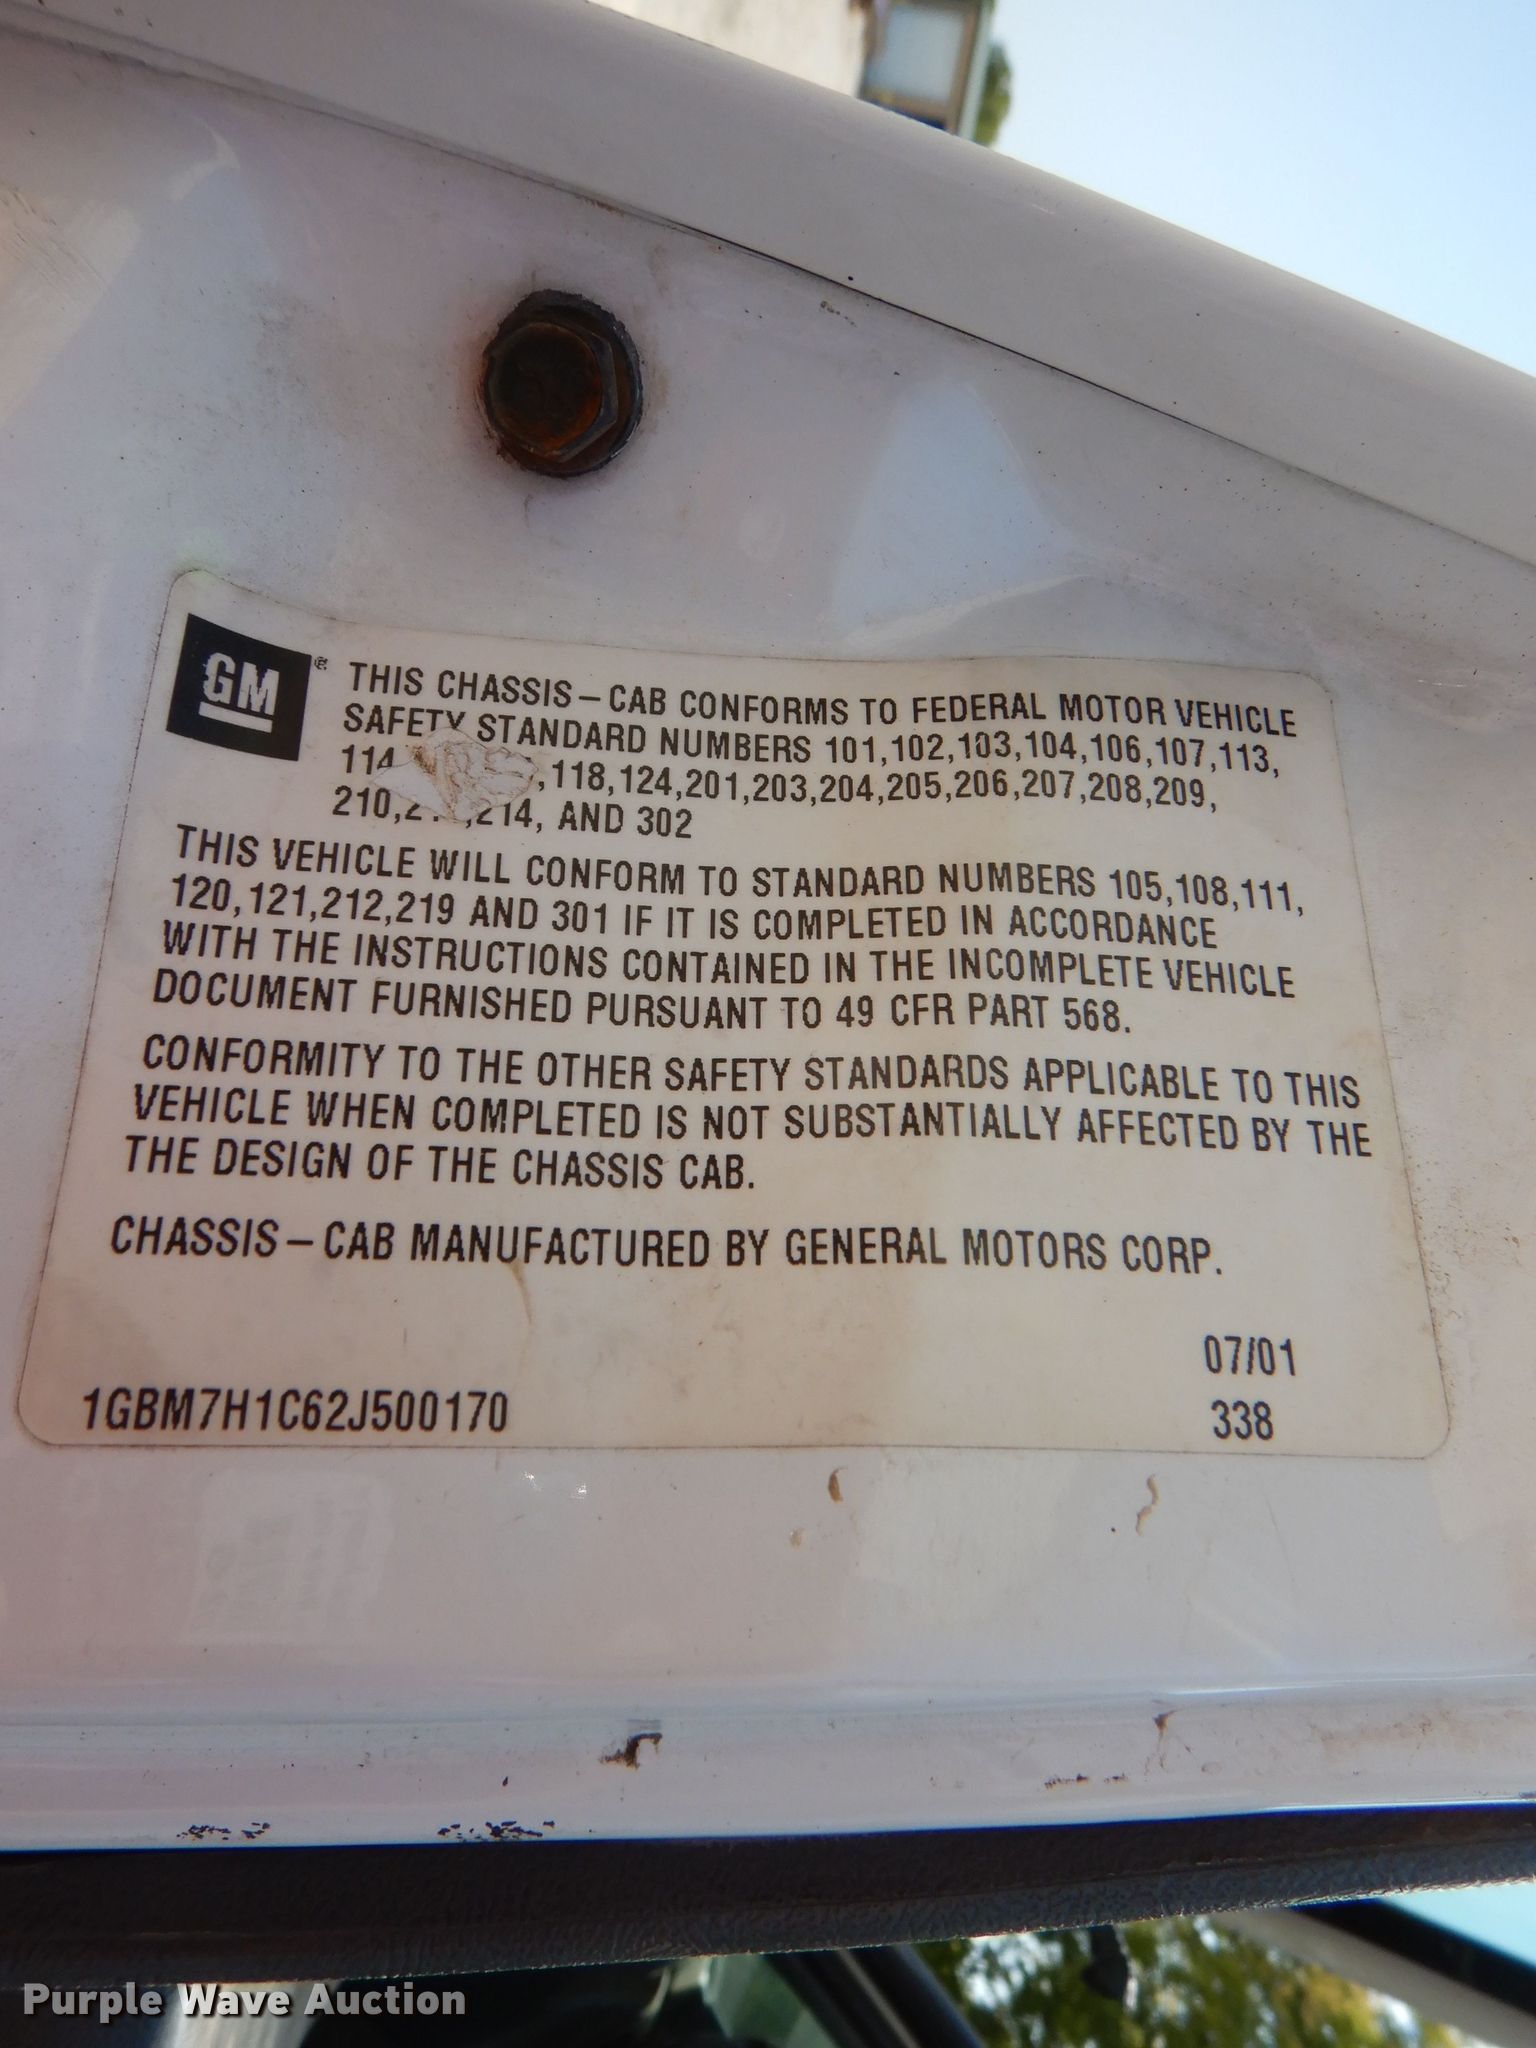 GM ®
THIS CHASSIS – CAB CONFORMS TO FEDERAL MOTOR VEHICLE
SAFETY STANDARD NUMBERS 101,102,103,104,106,107,113,
114 ,118,124,201,203,204,205,206,207,208,209,
210, ,214, AND 302
THIS VEHICLE WILL CONFORM TO STANDARD NUMBERS 105,108,111,
120,121,212,219 AND 301 IF IT IS COMPLETED IN ACCORDANCE
WITH THE INSTRUCTIONS CONTAINED IN THE INCOMPLETE VEHICLE
DOCUMENT FURNISHED PURSUANT TO 49 CFR PART 568.
CONFORMITY TO THE OTHER SAFETY STANDARDS APPLICABLE TO THIS
VEHICLE WHEN COMPLETED IS NOT SUBSTANTIALLY AFFECTED BY THE
THE DESIGN OF THE CHASSIS CAB.
CHASSIS – CAB MANUFACTURED BY GENERAL MOTORS CORP.
07/01
1GBM7H1C62J500170 338
Purple Wave Auction